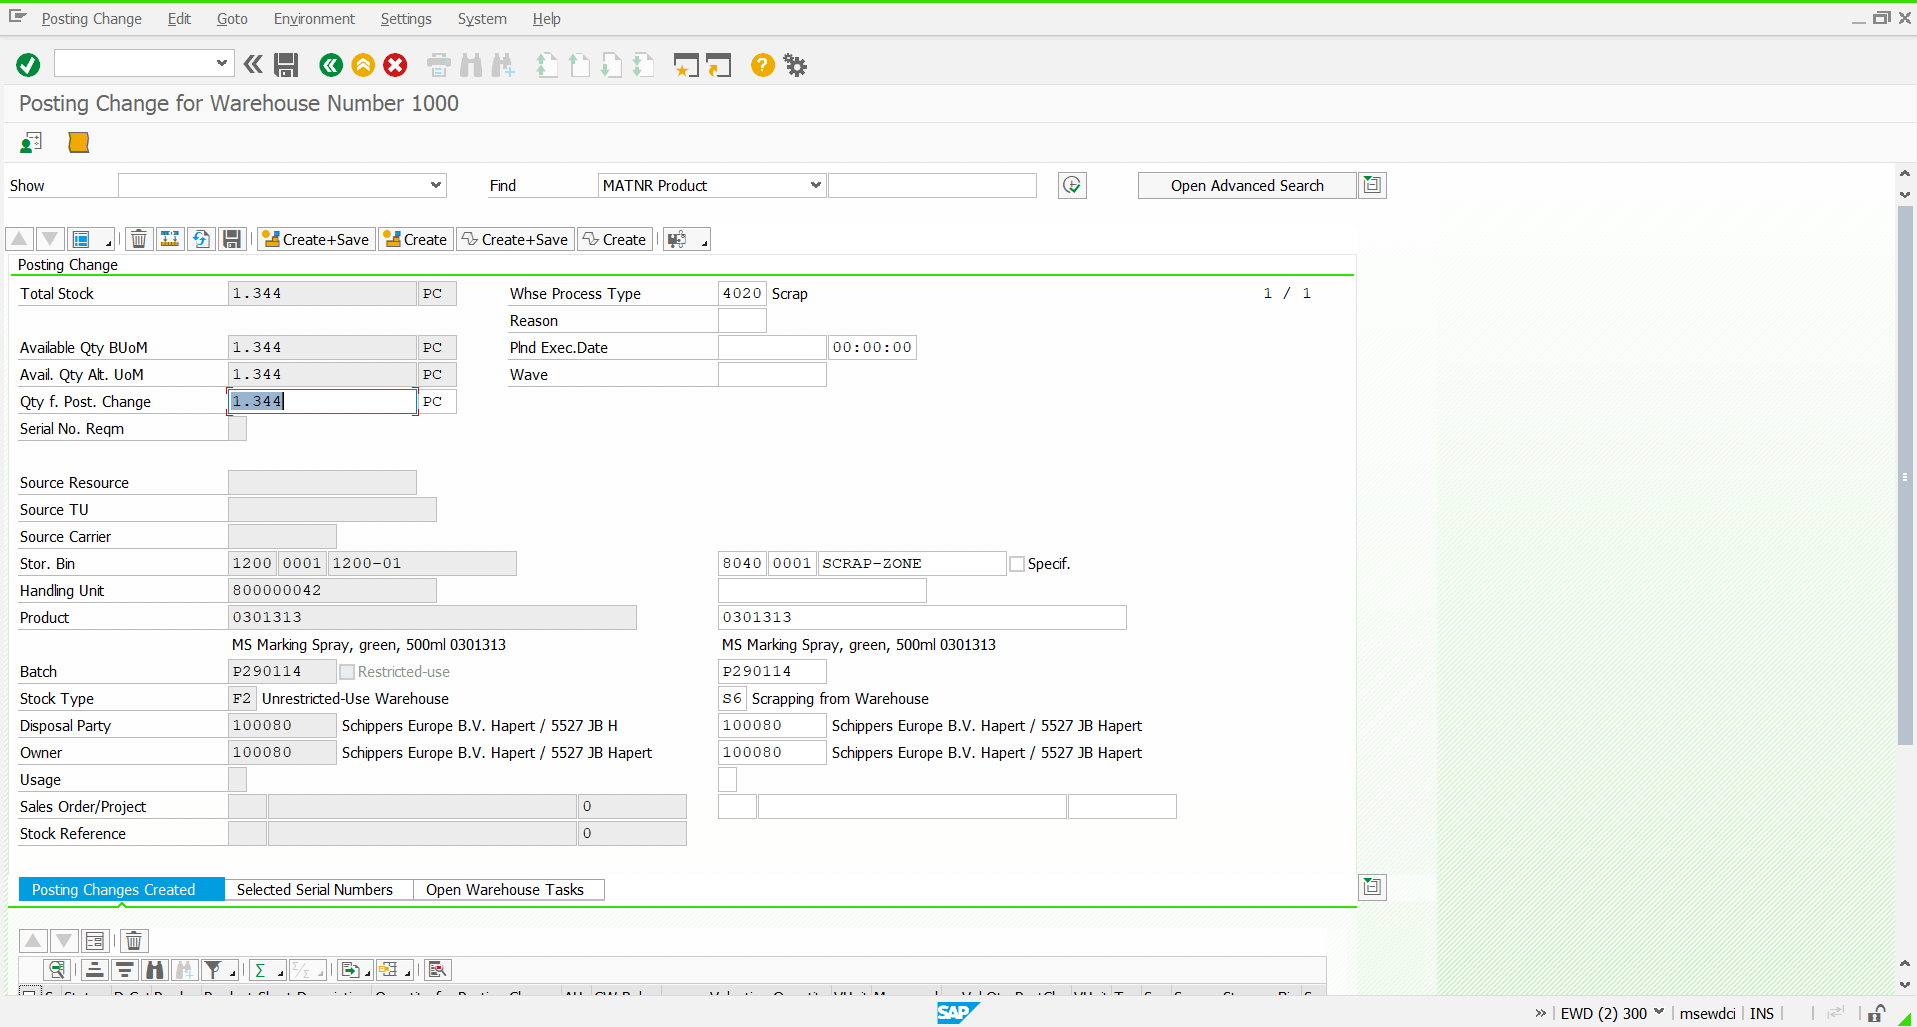 Posting Change Edit Goto Environment Settings System Help
Posting Change for Warehouse Number 1000
Show Find MATNR Product Open Advanced Search
Create+Save Create Create+Save Create
Posting Change
Total Stock 1.344 PC Whse Process Type 4020 Scrap 1 / 1
Reason
Available Qty BUoM 1.344 PC Plnd Exec.Date 00:00:00
Avail. Qty Alt. UoM 1.344 PC Wave
Qty f. Post. Change 1.344 PC
Serial No. Reqm
Source Resource
Source TU
Source Carrier
Stor. Bin 1200 0001 1200-01 8040 0001 SCRAP-ZONE Specif.
Handling Unit 800000042
Product 0301313 0301313
MS Marking Spray, green, 500ml 0301313 MS Marking Spray, green, 500ml 0301313
Batch P290114 Restricted-use P290114
Stock Type F2 Unrestricted-Use Warehouse S6 Scrapping from Warehouse
Disposal Party 100080 Schippers Europe B.V. Hapert / 5527 JB H 100080 Schippers Europe B.V. Hapert / 5527 JB Hapert
Owner 100080 Schippers Europe B.V. Hapert / 5527 JB Hapert 100080 Schippers Europe B.V. Hapert / 5527 JB Hapert
Usage
Sales Order/Project 0
Stock Reference 0
Posting Changes Created Selected Serial Numbers Open Warehouse Tasks
SAP EWD (2) 300 msewdci INS